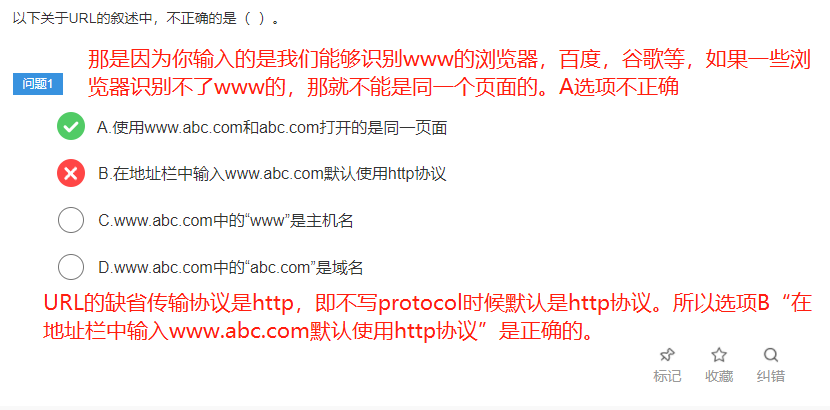 以下关于URL的叙述中，不正确的是（ ）。
那是因为你输入的是我们能够识别www的浏览器，百度，谷歌等，如果一些浏
问题1
览器识别不了www的，那就不能是同一个页面的。A选项不正确
A.使用www.abc.com和abc.com打开的是同一页面
B.在地址栏中输入www.abc.com默认使用http协议
C.www.abc.com中的“www”是主机名
D.www.abc.com中的“abc.com”是域名
URL的缺省传输协议是http，即不写protocol时候默认是http协议。所以选项B“在
地址栏中输入www.abc.com默认使用http协议”是正确的。
标记 收藏 纠错